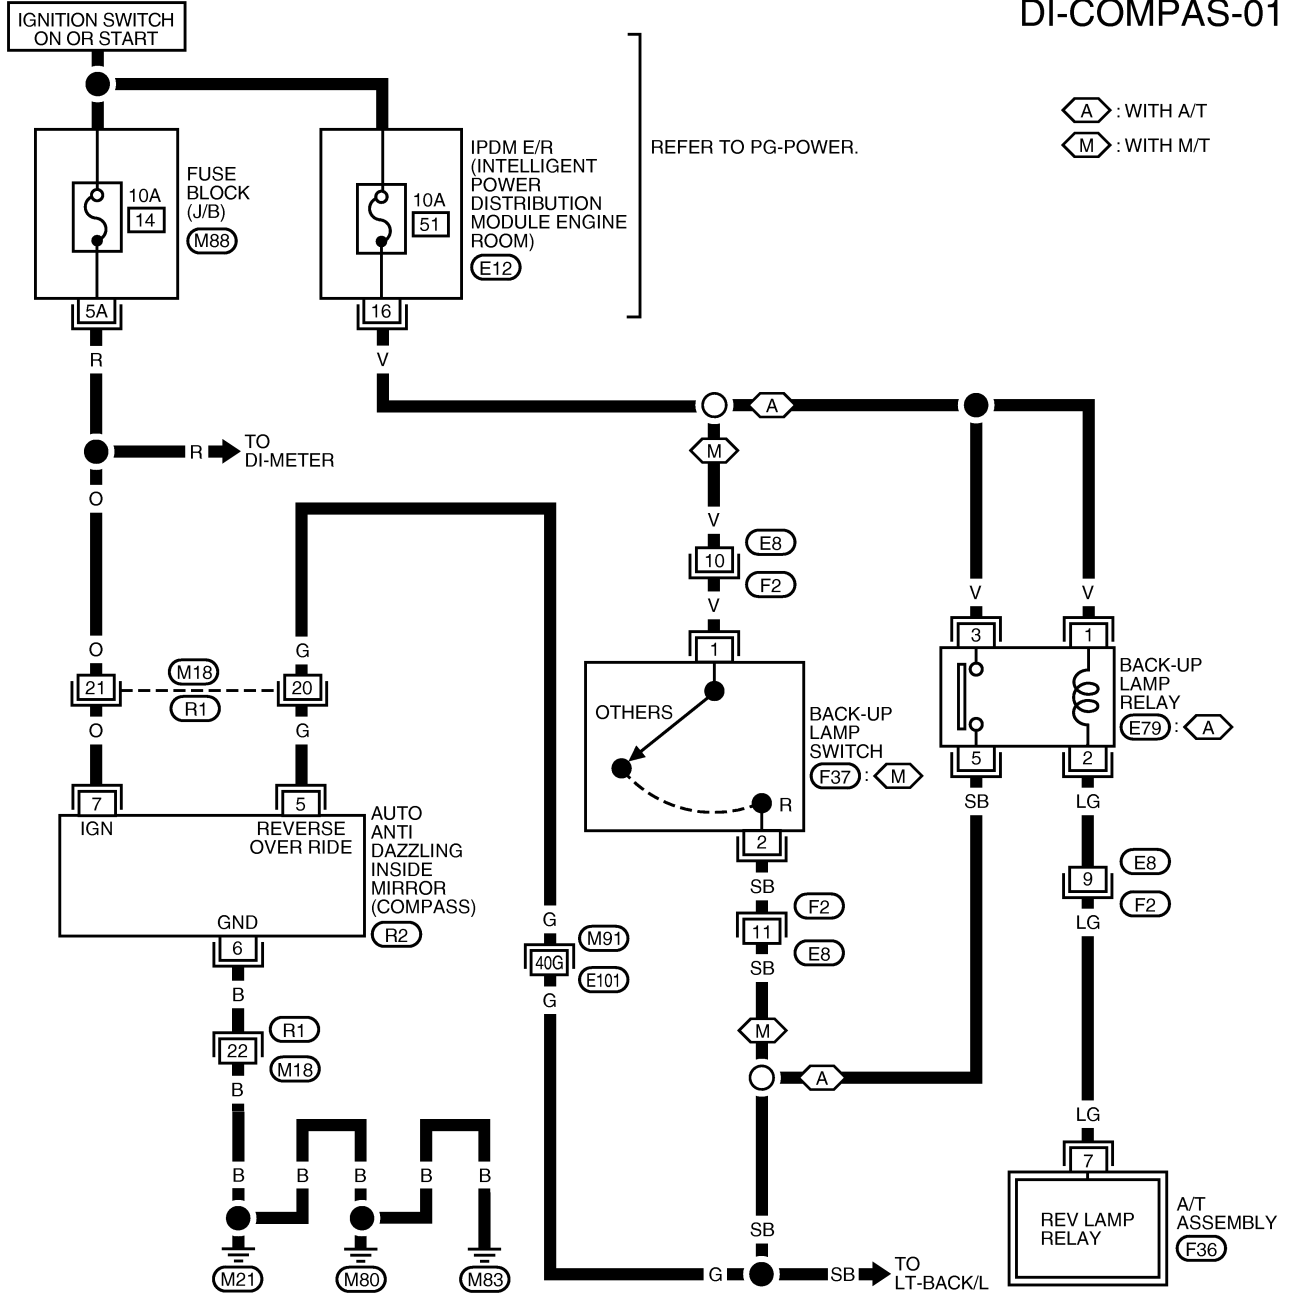 DI-COMPAS-01
IGNITION SWITCH
ON OR START
A : WITH A/T
M : WITH M/T
FUSE
BLOCK
(J/B)
M88
10A
14
5A
IPDM E/R
(INTELLIGENT
POWER
DISTRIBUTION
MODULE ENGINE
ROOM)
E12
10A
51
16
REFER TO PG-POWER.
R
V
A
M
R
TO
DI-METER
O
V
10
E8
F2
V
V
V
O
G
21
M18
R1
20
O
G
1
3
1
OTHERS
R
BACK-UP
LAMP
SWITCH
F37 : M
2
BACK-UP
LAMP
RELAY
E79 : A
5
2
SB
LG
7
5
IGN
REVERSE
OVER RIDE
GND
AUTO
ANTI
DAZZLING
INSIDE
MIRROR
(COMPASS)
R2
6
SB
11
F2
E8
SB
9
E8
F2
LG
G
40G
M91
E101
G
B
22
R1
M18
B
M
A
LG
7
REV LAMP
RELAY
A/T
ASSEMBLY
F36
B
B
B
B
B
SB
M21
M80
M83
G
SB
TO
LT-BACK/L